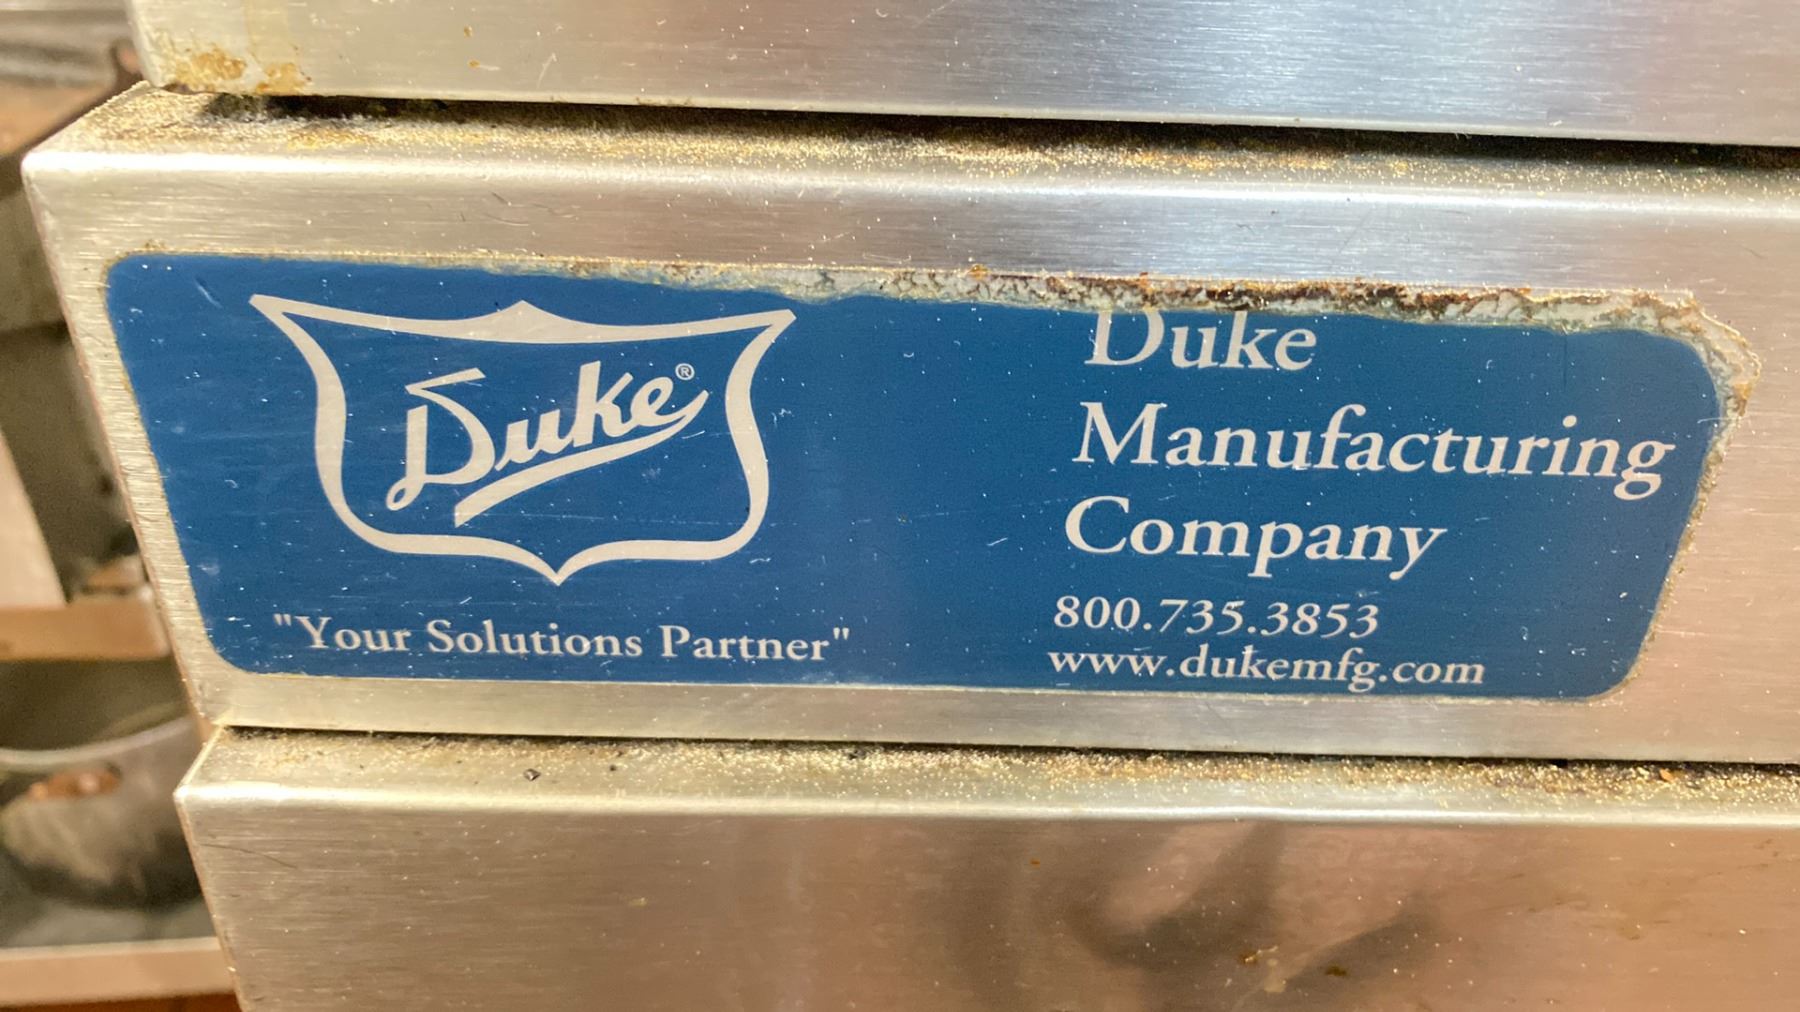 Duke®
"Your Solutions Partner"
Duke
Manufacturing
Company
800.735.3853
www.dukemfg.com